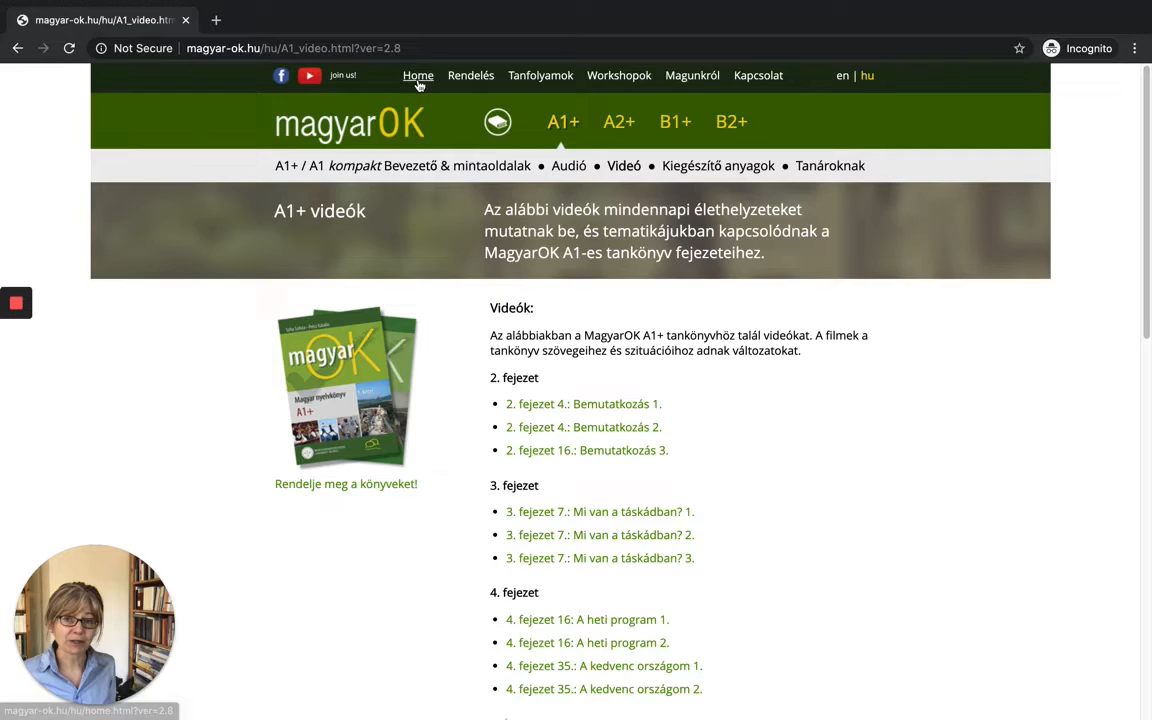 magyar-ok.hu/hu/A1_video.htm
Not Secure magyar-ok.hu/hu/A1_video.html?ver=2.8
Incognito
join us! Home Rendelés Tanfolyamok Workshopok Magunkról Kapcsolat en | hu
magyarOK A1+ A2+ B1+ B2+
A1+ / A1 kompakt Bevezető & mintaoldalak • Audió • Videó • Kiegészítő anyagok • Tanároknak
A1+ videók
Az alábbi videók mindennapi élethelyzeteket
mutatnak be, és tematikájukban kapcsolódnak a
MagyarOK A1-es tankönyv fejezeteihez.
magyarOK
Magyar nyelvkönyv
A1+
Rendelje meg a könyveket!
Videók:
Az alábbiakban a MagyarOK A1+ tankönyvhöz talál videókat. A filmek a
tankönyv szövegeihez és szituációihoz adnak változatokat.
2. fejezet
• 2. fejezet 4.: Bemutatkozás 1.
• 2. fejezet 4.: Bemutatkozás 2.
• 2. fejezet 16.: Bemutatkozás 3.
3. fejezet
• 3. fejezet 7.: Mi van a táskádban? 1.
• 3. fejezet 7.: Mi van a táskádban? 2.
• 3. fejezet 7.: Mi van a táskádban? 3.
4. fejezet
• 4. fejezet 16: A heti program 1.
• 4. fejezet 16: A heti program 2.
• 4. fejezet 35.: A kedvenc országom 1.
• 4. fejezet 35.: A kedvenc országom 2.
magyar-ok.hu/hu/home.html?ver=2.8